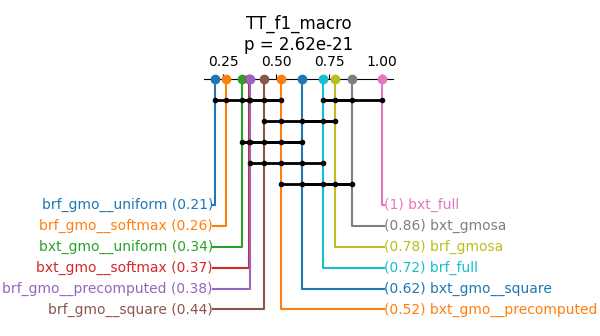 TT_f1_macro
p = 2.62e-21
0.25 0.50 0.75 1.00
brf_gmo__uniform (0.21) (1) bxt_full
brf_gmo__softmax (0.26) (0.86) bxt_gmosa
bxt_gmo__uniform (0.34) (0.78) brf_gmosa
bxt_gmo__softmax (0.37) (0.72) brf_full
brf_gmo__precomputed (0.38) (0.62) bxt_gmo__square
brf_gmo__square (0.44) (0.52) bxt_gmo__precomputed